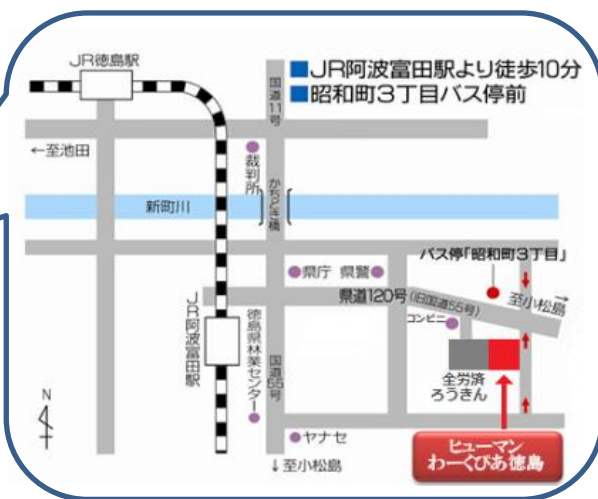 JR徳島駅
■JR阿波富田駅より徒歩10分
■昭和町3丁目バス停前
国道11号
←至池田
裁判所
かちどき橋
新町川
バス停「昭和町3丁目」
県庁 県警
県道120号(旧国道55号)
至小松島→
コンビニ
JR阿波富田駅
徳島県林業センター
国道55号
全労済
ろうきん
N
ヤナセ
↓至小松島
ヒューマン
わーくぴあ徳島